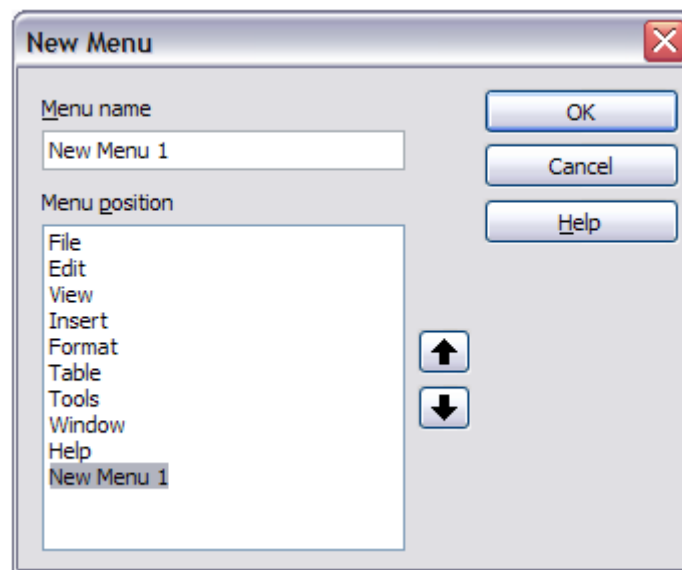 New Menu
Menu name
New Menu 1
OK
Cancel
Help
Menu position
File
Edit
View
Insert
Format
Table
Tools
Window
Help
New Menu 1